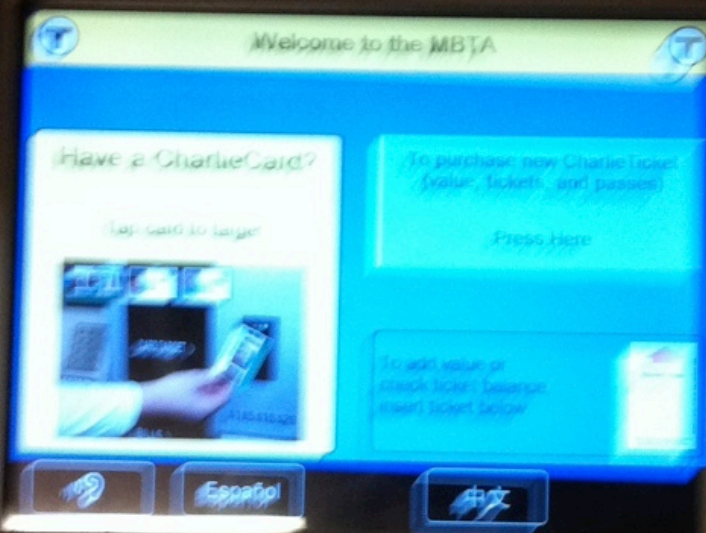 T
Welcome to the MBTA
T
Have a CharlieCard?
Tap card to target
To purchase new CharlieTicket
(value, tickets, and passes)
Press Here
To add value or
check ticket balance
insert ticket below
Español
中文